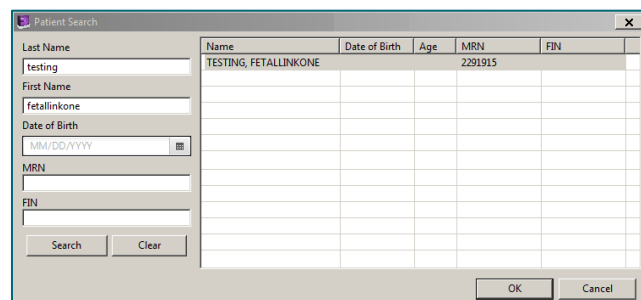 Patient Search
Last Name
testing
First Name
fetallinkone
Date of Birth
MM/DD/YYYY
MRN
FIN
Search Clear
Name Date of Birth Age MRN FIN
TESTING, FETALLINKONE 2291915
OK Cancel